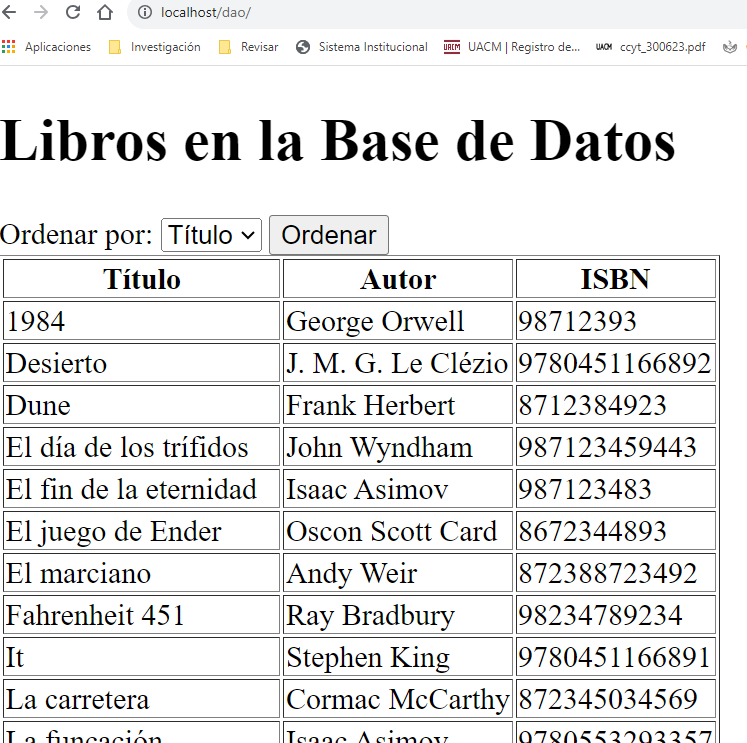 localhost/dao/
Aplicaciones Investigación Revisar Sistema Institucional UACM UACM | Registro de... UACM ccyt_300623.pdf
Libros en la Base de Datos
Ordenar por: Título Ordenar
Título Autor ISBN
1984 George Orwell 98712393
Desierto J. M. G. Le Clézio 9780451166892
Dune Frank Herbert 8712384923
El día de los trífidos John Wyndham 987123459443
El fin de la eternidad Isaac Asimov 987123483
El juego de Ender Oscon Scott Card 8672344893
El marciano Andy Weir 872388723492
Fahrenheit 451 Ray Bradbury 98234789234
It Stephen King 9780451166891
La carretera Cormac McCarthy 872345034569
La funcación Isaac Asimov 9780553293357